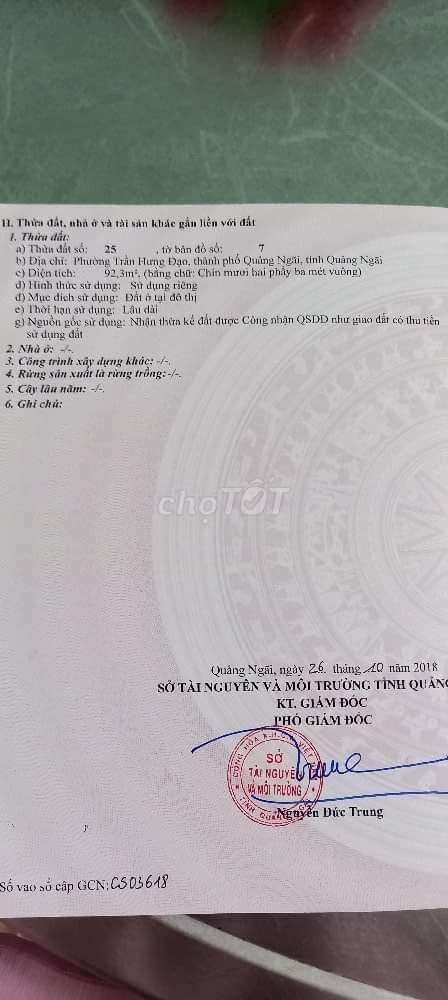 II. Thửa đất, nhà ở và tài sản khác gắn liền với đất
1. Thửa đất:
a) Thửa đất số: 25 , tờ bản đồ số: 7
b) Địa chỉ: Phường Trần Hưng Đạo, thành phố Quảng Ngãi, tỉnh Quảng Ngãi
c) Diện tích: 92,3m², (bằng chữ: Chín mươi hai phẩy ba mét vuông)
d) Hình thức sử dụng: Sử dụng riêng
đ) Mục đích sử dụng: Đất ở tại đô thị
e) Thời hạn sử dụng: Lâu dài
g) Nguồn gốc sử dụng: Nhận thừa kế đất được Công nhận QSDĐ như giao đất có thu tiền
sử dụng đất
2. Nhà ở: -/-.
3. Công trình xây dựng khác: -/-.
4. Rừng sản xuất là rừng trồng: -/-.
5. Cây lâu năm: -/-.
6. Ghi chú:
chợTỐT
Quảng Ngãi, ngày 26 tháng 10 năm 2018
SỞ TÀI NGUYÊN VÀ MÔI TRƯỜNG TỈNH QUẢNG
KT. GIÁM ĐỐC
PHÓ GIÁM ĐỐC
SỞ
TÀI NGUYÊN
VÀ MÔI TRƯỜNG
Nguyễn Đức Trung
Số vào sổ cấp GCN: CS03618